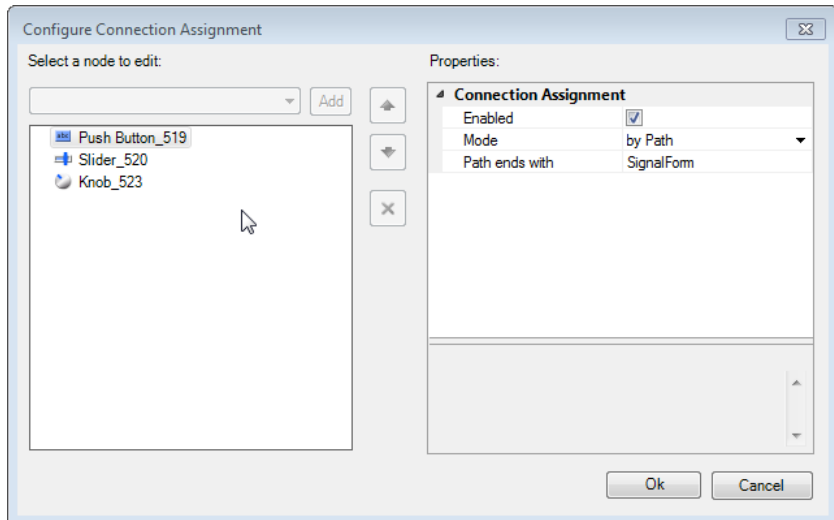 Configure Connection Assignment
Select a node to edit:
Add
Push Button_519
Slider_520
Knob_523
Properties:
Connection Assignment
Enabled
Mode by Path
Path ends with SignalForm
Ok Cancel